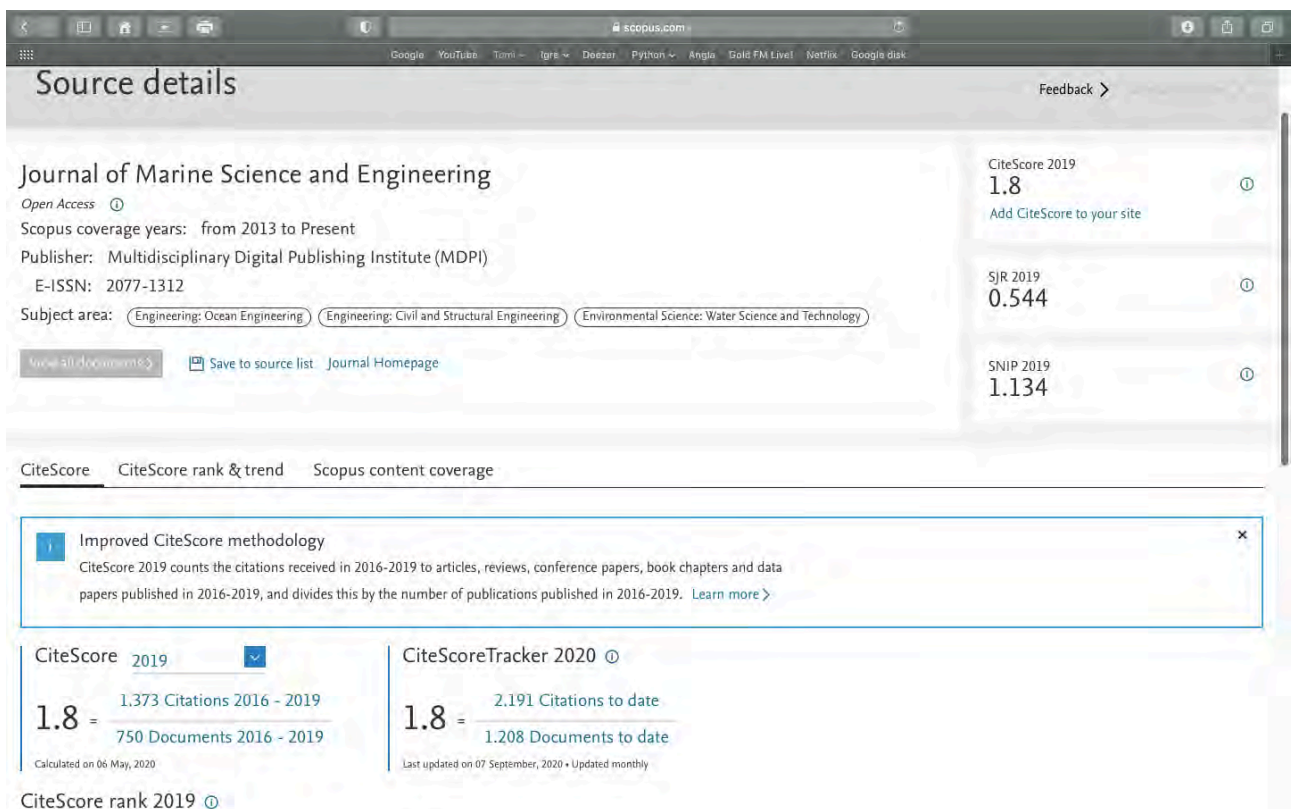 scopus.com
Google YouTube Tomi Igre Deezer Python Angla Gold FM Live! Netflix Google disk
Source details
Feedback >
Journal of Marine Science and Engineering
Open Access
Scopus coverage years: from 2013 to Present
Publisher: Multidisciplinary Digital Publishing Institute (MDPI)
E-ISSN: 2077-1312
Subject area: Engineering: Ocean Engineering Engineering: Civil and Structural Engineering Environmental Science: Water Science and Technology
View all documents > Save to source list Journal Homepage
CiteScore 2019
1.8
Add CiteScore to your site
SJR 2019
0.544
SNIP 2019
1.134
CiteScore CiteScore rank & trend Scopus content coverage
Improved CiteScore methodology
CiteScore 2019 counts the citations received in 2016-2019 to articles, reviews, conference papers, book chapters and data
papers published in 2016-2019, and divides this by the number of publications published in 2016-2019. Learn more >
CiteScore 2019
1.8 =
1.373 Citations 2016 - 2019
750 Documents 2016 - 2019
Calculated on 06 May, 2020
CiteScoreTracker 2020
1.8 =
2.191 Citations to date
1.208 Documents to date
Last updated on 07 September, 2020 • Updated monthly
CiteScore rank 2019